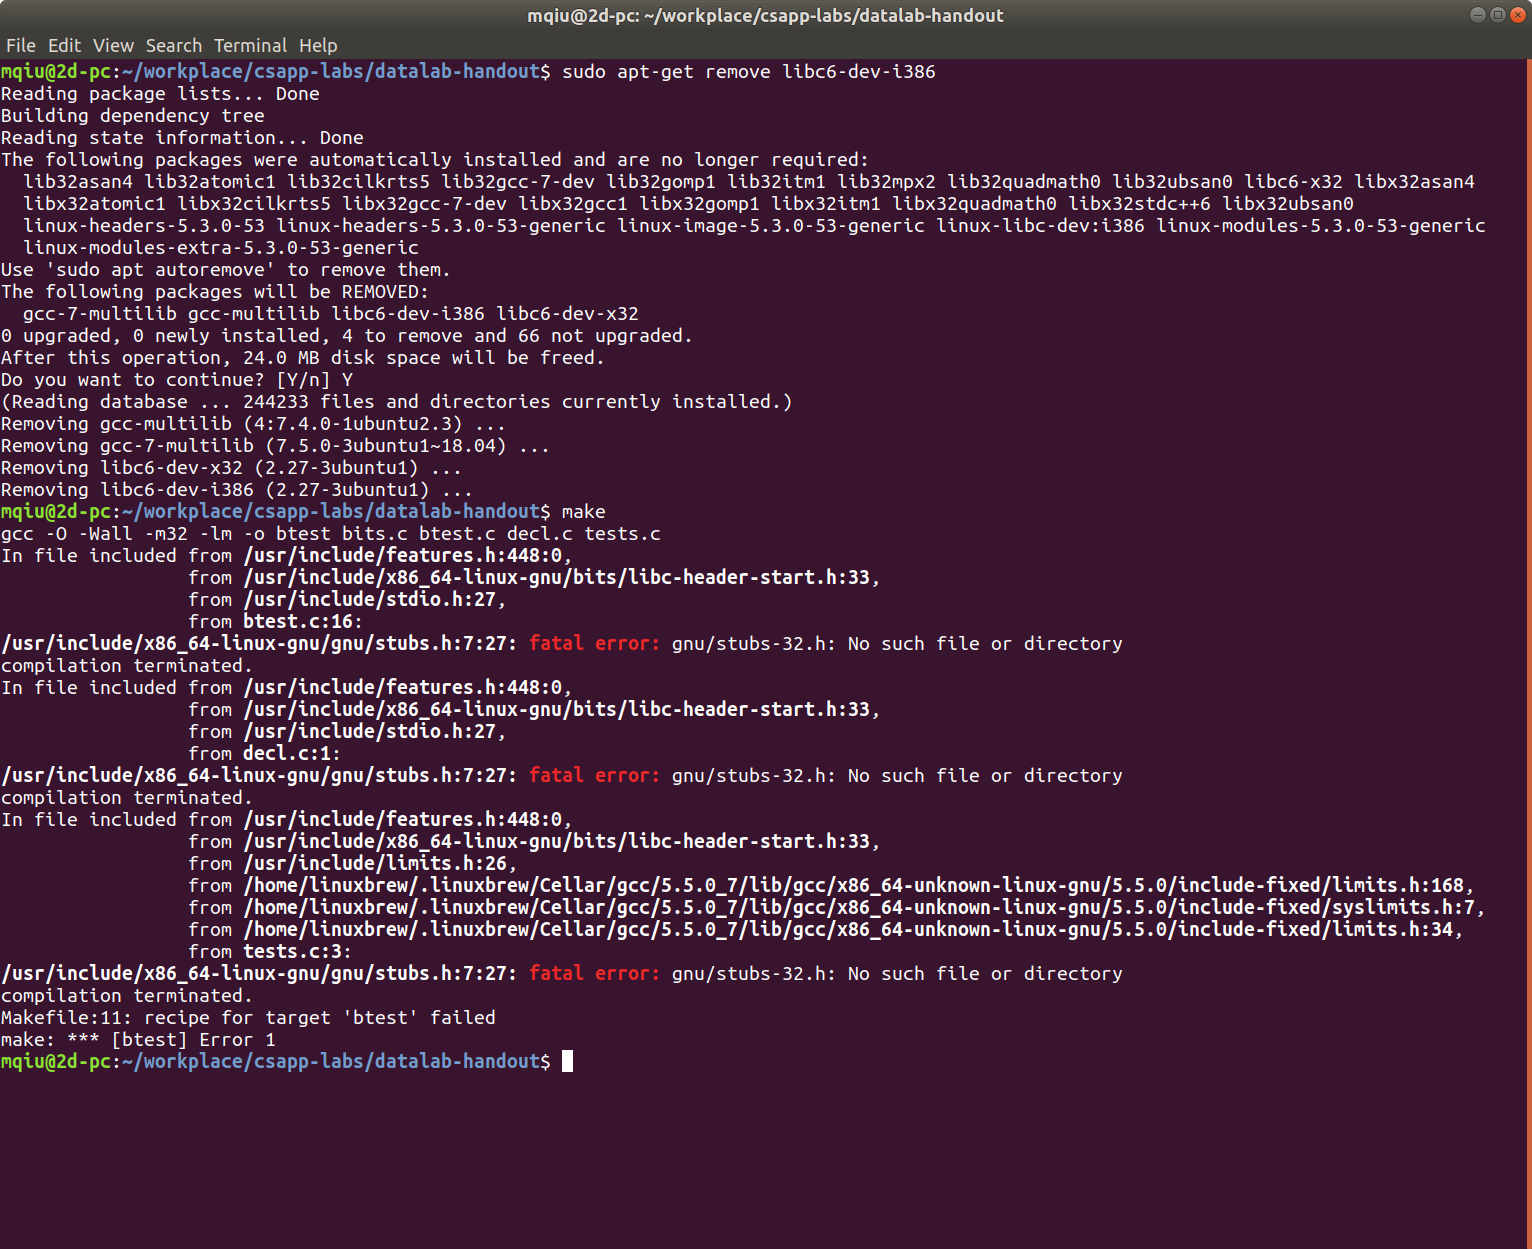 mqiu@2d-pc: ~/workplace/csapp-labs/datalab-handout
File Edit View Search Terminal Help
mqiu@2d-pc:~/workplace/csapp-labs/datalab-handout$ sudo apt-get remove libc6-dev-i386
Reading package lists... Done
Building dependency tree
Reading state information... Done
The following packages were automatically installed and are no longer required:
  lib32asan4 lib32atomic1 lib32cilkrts5 lib32gcc-7-dev lib32gomp1 lib32itm1 lib32mpx2 lib32quadmath0 lib32ubsan0 libc6-x32 libx32asan4
  libx32atomic1 libx32cilkrts5 libx32gcc-7-dev libx32gcc1 libx32gomp1 libx32itm1 libx32quadmath0 libx32stdc++6 libx32ubsan0
  linux-headers-5.3.0-53 linux-headers-5.3.0-53-generic linux-image-5.3.0-53-generic linux-libc-dev:i386 linux-modules-5.3.0-53-generic
  linux-modules-extra-5.3.0-53-generic
Use 'sudo apt autoremove' to remove them.
The following packages will be REMOVED:
  gcc-7-multilib gcc-multilib libc6-dev-i386 libc6-dev-x32
0 upgraded, 0 newly installed, 4 to remove and 66 not upgraded.
After this operation, 24.0 MB disk space will be freed.
Do you want to continue? [Y/n] Y
(Reading database ... 244233 files and directories currently installed.)
Removing gcc-multilib (4:7.4.0-1ubuntu2.3) ...
Removing gcc-7-multilib (7.5.0-3ubuntu1~18.04) ...
Removing libc6-dev-x32 (2.27-3ubuntu1) ...
Removing libc6-dev-i386 (2.27-3ubuntu1) ...
mqiu@2d-pc:~/workplace/csapp-labs/datalab-handout$ make
gcc -O -Wall -m32 -lm -o btest bits.c btest.c decl.c tests.c
In file included from /usr/include/features.h:448:0,
                 from /usr/include/x86_64-linux-gnu/bits/libc-header-start.h:33,
                 from /usr/include/stdio.h:27,
                 from btest.c:16:
/usr/include/x86_64-linux-gnu/gnu/stubs.h:7:27: fatal error: gnu/stubs-32.h: No such file or directory
compilation terminated.
In file included from /usr/include/features.h:448:0,
                 from /usr/include/x86_64-linux-gnu/bits/libc-header-start.h:33,
                 from /usr/include/stdio.h:27,
                 from decl.c:1:
/usr/include/x86_64-linux-gnu/gnu/stubs.h:7:27: fatal error: gnu/stubs-32.h: No such file or directory
compilation terminated.
In file included from /usr/include/features.h:448:0,
                 from /usr/include/x86_64-linux-gnu/bits/libc-header-start.h:33,
                 from /usr/include/limits.h:26,
                 from /home/linuxbrew/.linuxbrew/Cellar/gcc/5.5.0_7/lib/gcc/x86_64-unknown-linux-gnu/5.5.0/include-fixed/limits.h:168,
                 from /home/linuxbrew/.linuxbrew/Cellar/gcc/5.5.0_7/lib/gcc/x86_64-unknown-linux-gnu/5.5.0/include-fixed/syslimits.h:7,
                 from /home/linuxbrew/.linuxbrew/Cellar/gcc/5.5.0_7/lib/gcc/x86_64-unknown-linux-gnu/5.5.0/include-fixed/limits.h:34,
                 from tests.c:3:
/usr/include/x86_64-linux-gnu/gnu/stubs.h:7:27: fatal error: gnu/stubs-32.h: No such file or directory
compilation terminated.
Makefile:11: recipe for target 'btest' failed
make: *** [btest] Error 1
mqiu@2d-pc:~/workplace/csapp-labs/datalab-handout$